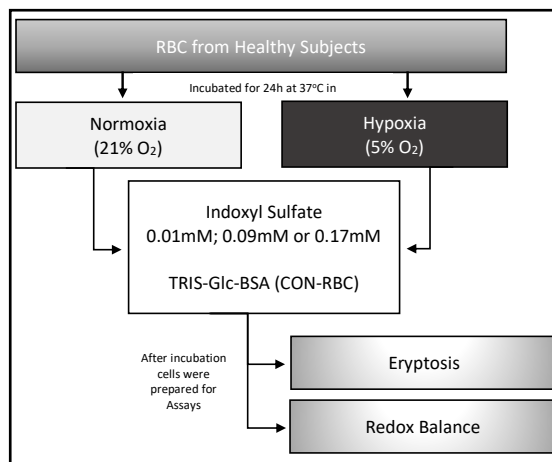 RBC from Healthy Subjects
Incubated for 24h at 37°C in
Normoxia
(21% O₂)
Hypoxia
(5% O₂)
Indoxyl Sulfate
0.01mM; 0.09mM or 0.17mM
TRIS-Glc-BSA (CON-RBC)
After incubation
cells were
prepared for
Assays
Eryptosis
Redox Balance